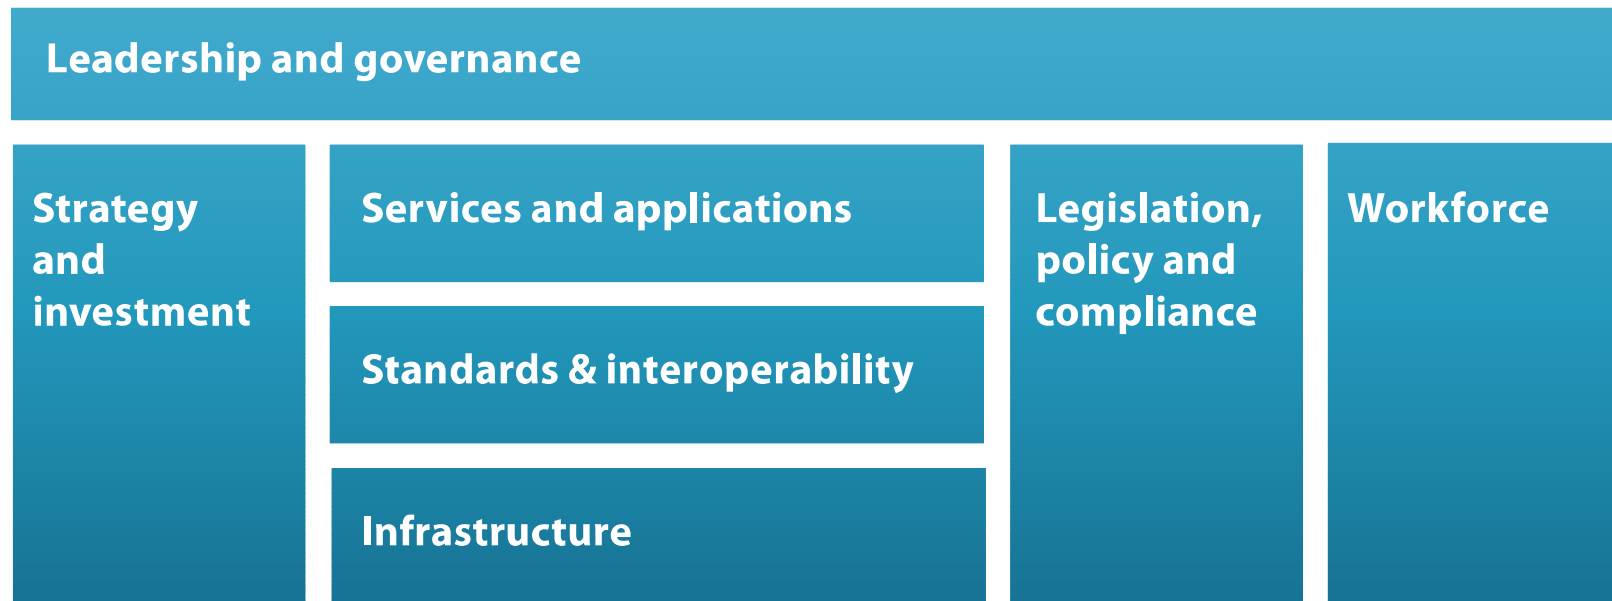 Leadership and governance
Strategy
and
investment
Services and applications
Standards & interoperability
Infrastructure
Legislation,
policy and
compliance
Workforce